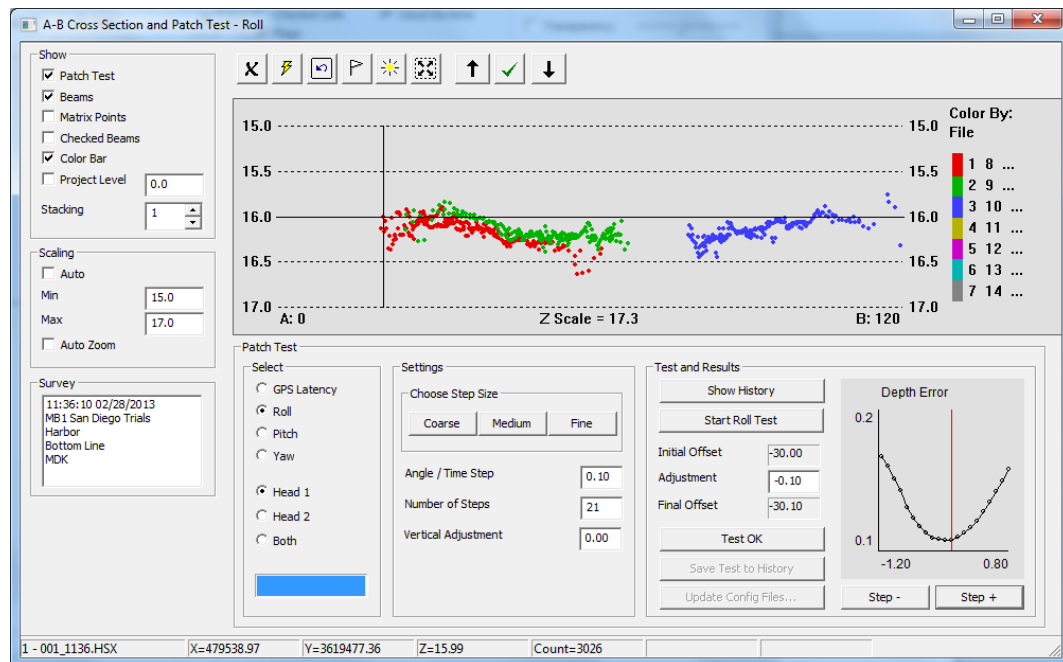 A-B Cross Section and Patch Test - Roll
Show
Patch Test
Beams
Matrix Points
Checked Beams
Color Bar
Project Level 0.0
Stacking 1
Scaling
Auto
Min 15.0
Max 17.0
Auto Zoom
Survey
11:36:10 02/28/2013
MB1 San Diego Trials
Harbor
Bottom Line
MDK
15.0 15.0
15.5 15.5
16.0 16.0
16.5 16.5
17.0 17.0
A: 0 Z Scale = 17.3 B: 120
Color By:
File
1 8 ...
2 9 ...
3 10 ...
4 11 ...
5 12 ...
6 13 ...
7 14 ...
Patch Test
Select
GPS Latency
Roll
Pitch
Yaw
Head 1
Head 2
Both
Settings
Choose Step Size
Coarse Medium Fine
Angle / Time Step 0.10
Number of Steps 21
Vertical Adjustment 0.00
Test and Results
Show History
Start Roll Test
Initial Offset -30.00
Adjustment -0.10
Final Offset -30.10
Test OK
Save Test to History
Update Config Files...
Depth Error
0.2
0.1
-1.20 0.80
Step - Step +
1 - 001_1136.HSX X=479538.97 Y=3619477.36 Z=15.99 Count=3026